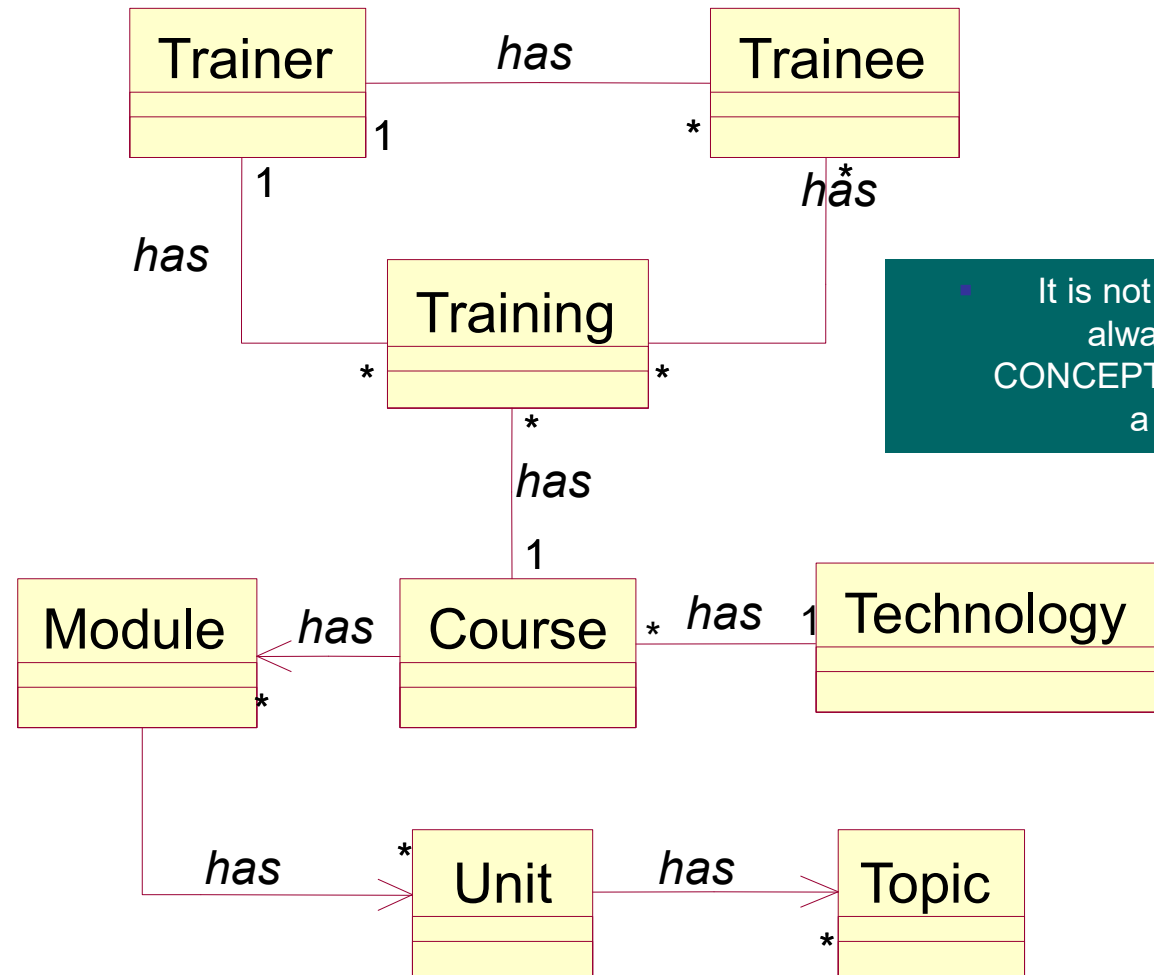 Trainer
has
Trainee
1
*
1
*
has
has
Training
*
*
*
has
1
It is not
CONCEPT
a
Module
has
Course
*
has
1
Technology
*
has
*
Unit
has
Topic
*